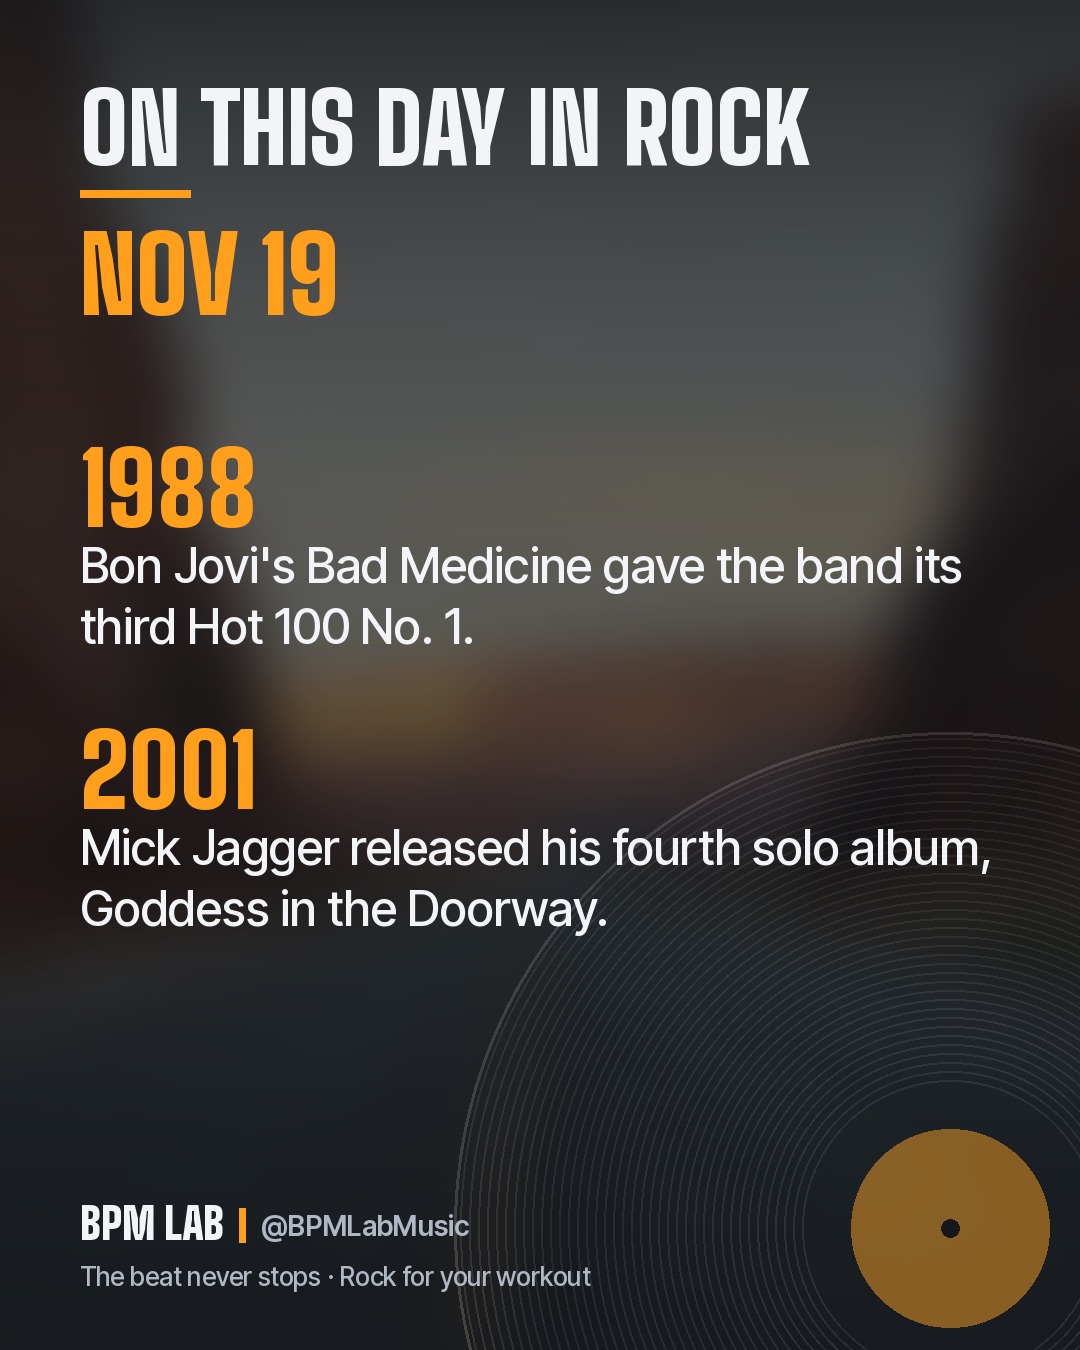 ON THIS DAY IN ROCK
NOV 19
1988
Bon Jovi's Bad Medicine gave the band its
third Hot 100 No. 1.
2001
Mick Jagger released his fourth solo album,
Goddess in the Doorway.
BPM LAB | @BPMLabMusic
The beat never stops · Rock for your workout